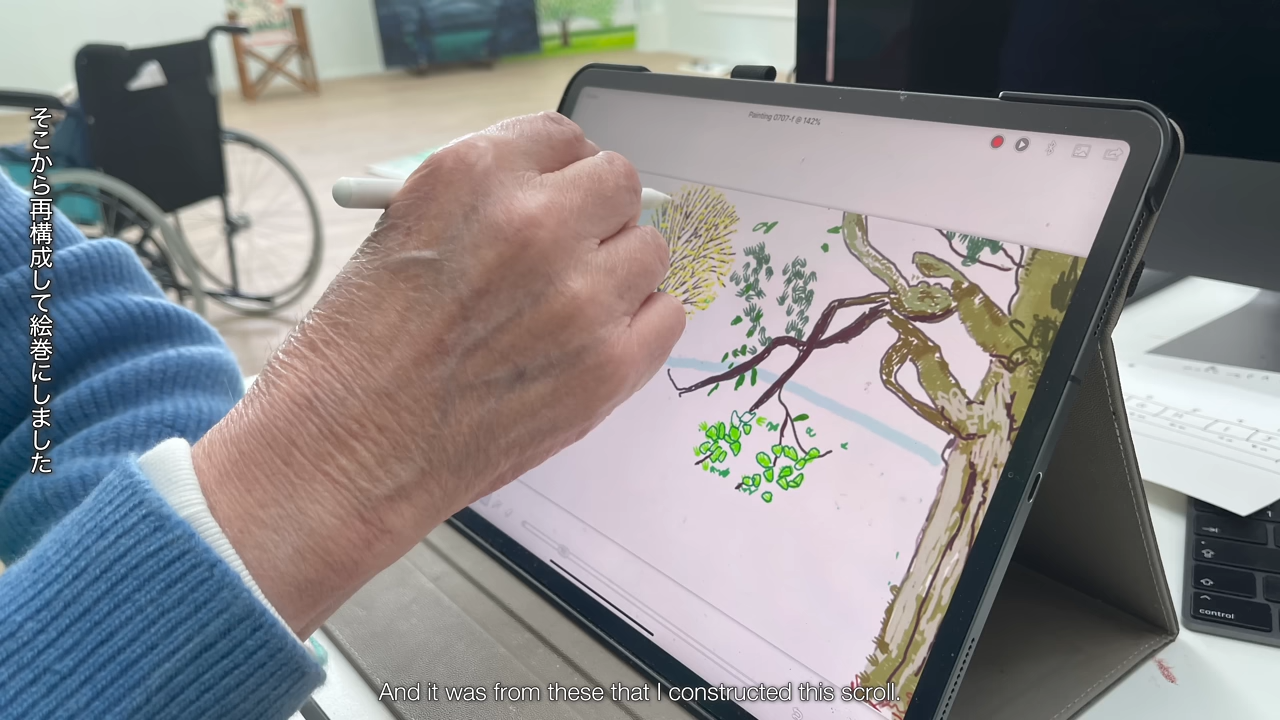 そこから再構成して絵巻にしました
Painting 0707-f @ 142%
control
And it was from these that I constructed this scroll.